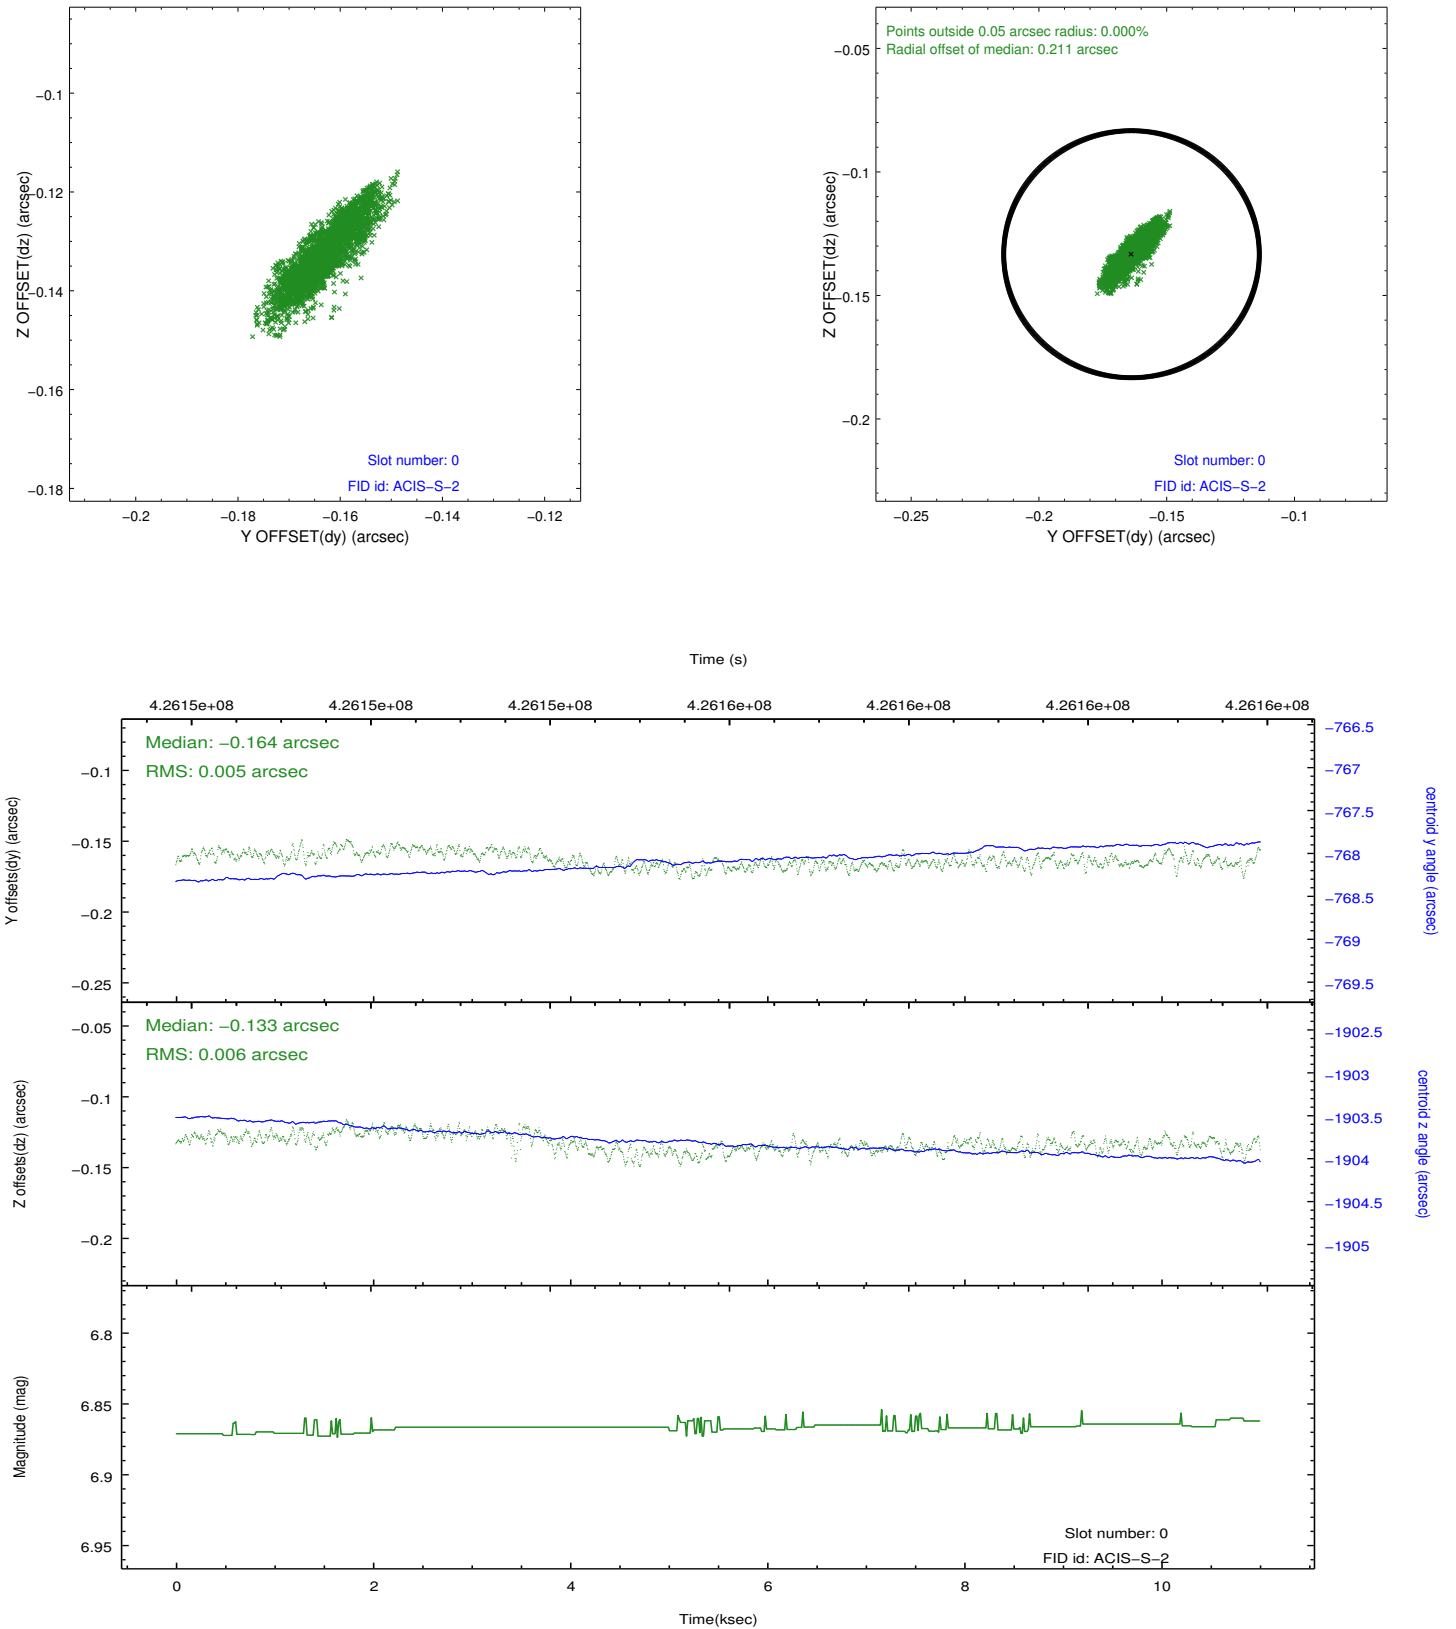 −0.1
−0.12
−0.14
−0.16
−0.18
Z OFFSET(dz) (arcsec)
Slot number: 0
FID id: ACIS−S−2
−0.2 −0.18 −0.16 −0.14 −0.12
Y OFFSET(dy) (arcsec)
Points outside 0.05 arcsec radius: 0.000%
Radial offset of median: 0.211 arcsec
−0.05
−0.1
−0.15
−0.2
Z OFFSET(dz) (arcsec)
Slot number: 0
FID id: ACIS−S−2
−0.25 −0.2 −0.15 −0.1
Y OFFSET(dy) (arcsec)
Time (s)
4.2615e+08 4.2615e+08 4.2615e+08 4.2616e+08 4.2616e+08 4.2616e+08 4.2616e+08
Median: −0.164 arcsec
RMS: 0.005 arcsec
−0.1
−0.15
−0.2
−0.25
Y offsets(dy) (arcsec)
−766.5
−767
−767.5
−768
−768.5
−769
−769.5
centroid y angle (arcsec)
Median: −0.133 arcsec
RMS: 0.006 arcsec
−0.05
−0.1
−0.15
−0.2
Z offsets(dz) (arcsec)
−1902.5
−1903
−1903.5
−1904
−1904.5
−1905
centroid z angle (arcsec)
6.8
6.85
6.9
6.95
Magnitude (mag)
Slot number: 0
FID id: ACIS−S−2
0 2 4 6 8 10
Time(ksec)